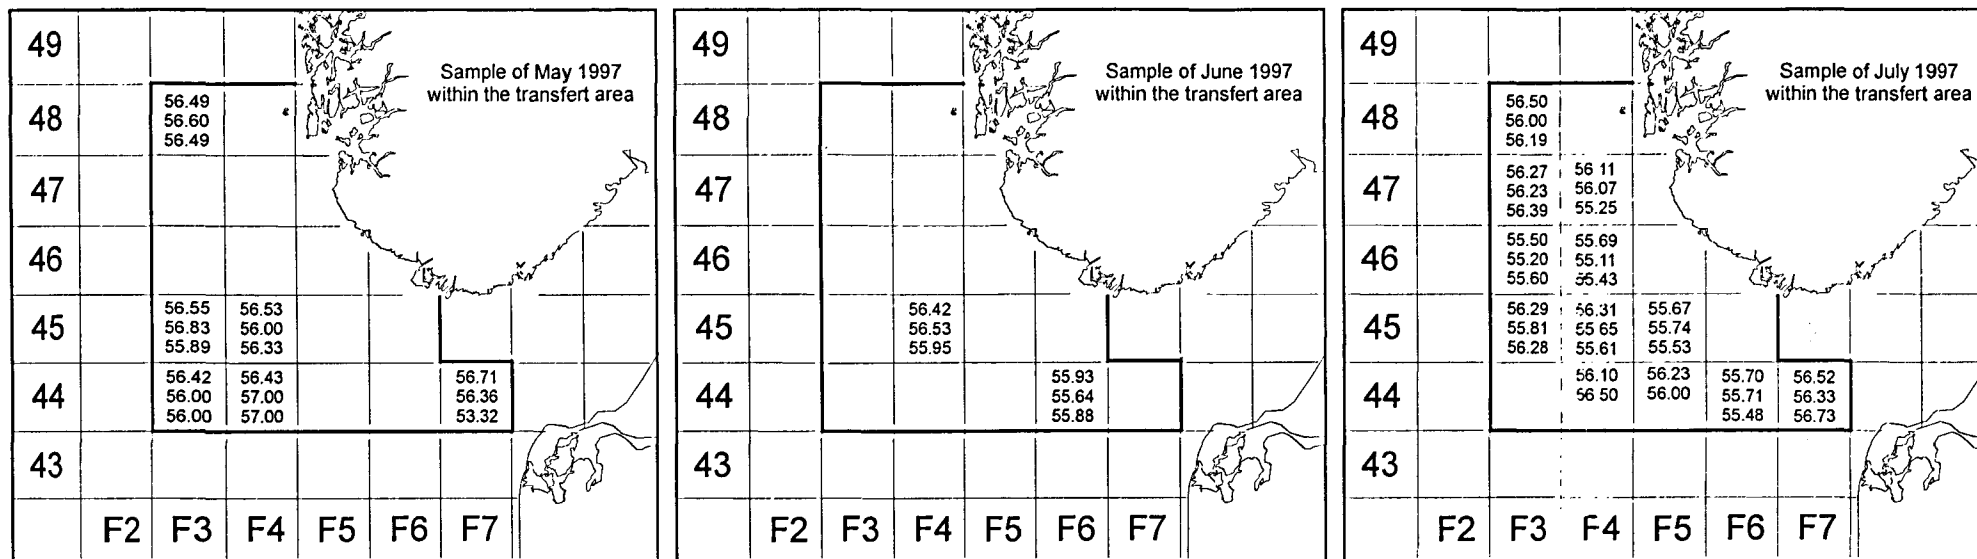 49
Sample of May 1997
within the transfert area
48
56.49
56.60
56.49
47
46
45
56.55 56.53
56.83 56.00
55.89 56.33
44
56.42 56.43 56.71
56.00 57.00 56.36
56.00 57.00 53.32
43
F2 F3 F4 F5 F6 F7
49
Sample of June 1997
within the transfert area
48
47
46
45
56.42
56.53
55.95
44
55.93
55.64
55.88
43
F2 F3 F4 F5 F6 F7
49
Sample of July 1997
within the transfert area
48
56.50
56.00
56.19
47
56.27 56 11
56.23 56.07
56.39 55.25
46
55.50 55.69
55.20 55.11
55.60 55.43
45
56.29 56.31 55.67
55.81 55 65 55.74
56.28 55.61 55.53
44
56.10 56.23 55.70 56.52
56 50 56.00 55.71 56.33
55.48 56.73
43
F2 F3 F4 F5 F6 F7